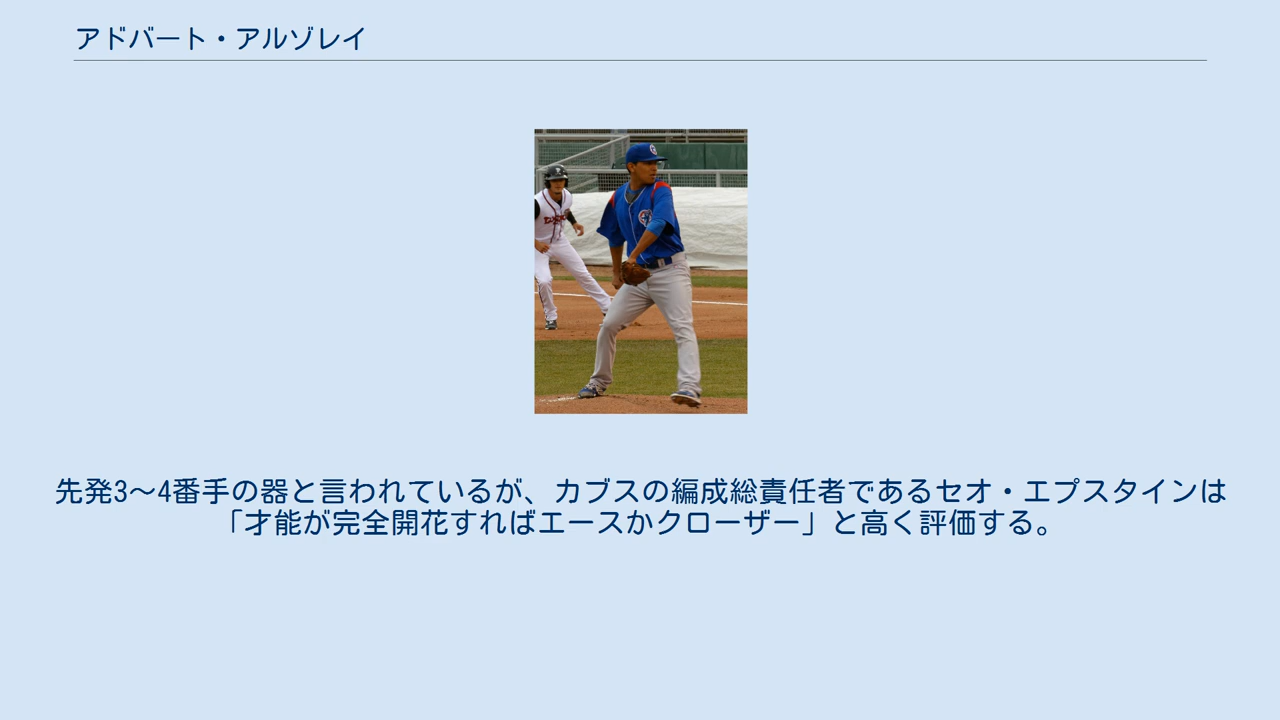 アドバート・アルゾレイ
先発3～4番手の器と言われているが、カブスの編成総責任者であるセオ・エプスタインは
「才能が完全開花すればエースかクローザー」と高く評価する。